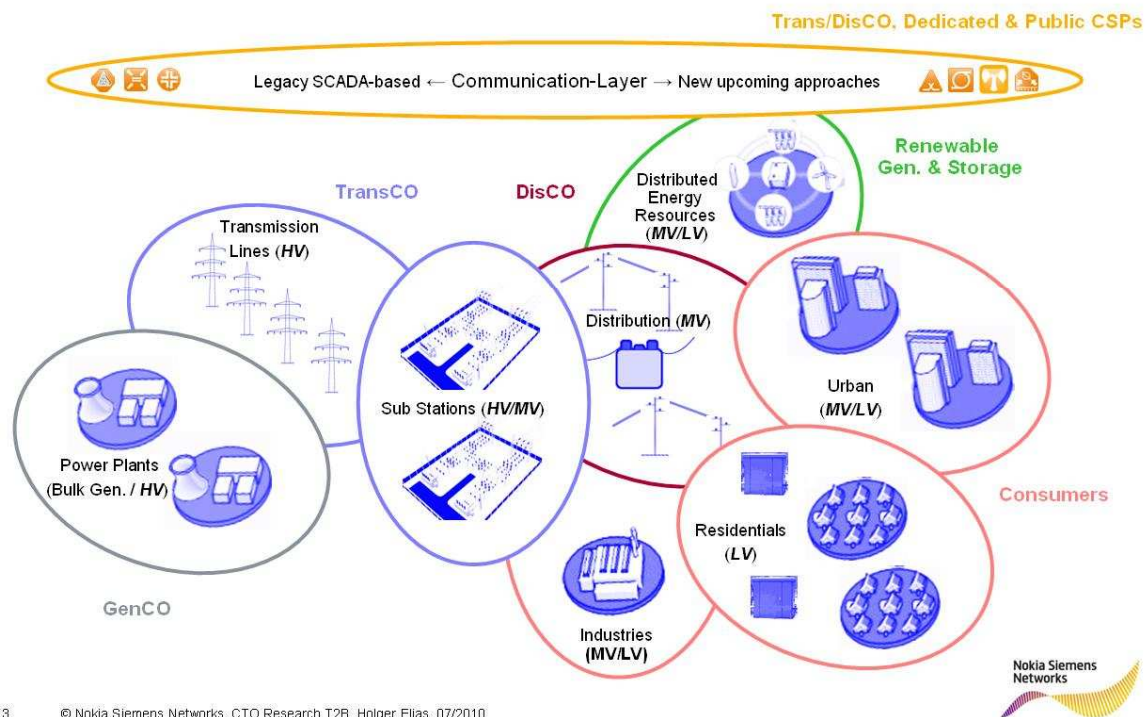 Trans/DisCO, Dedicated & Public CSPs
Legacy SCADA-based ← Communication-Layer → New upcoming approaches
Renewable
Gen. & Storage
TransCO
DisCO
Distributed
Energy
Resources
(MV/LV)
Transmission
Lines (HV)
Distribution (MV)
Sub Stations (HV/MV)
Urban
(MV/LV)
Power Plants
(Bulk Gen. / HV)
Consumers
Residentials
(LV)
GenCO
Industries
(MV/LV)
Nokia Siemens
Networks
3 © Nokia Siemens Networks, CTO Research T2B, Holger Elias, 07/2010